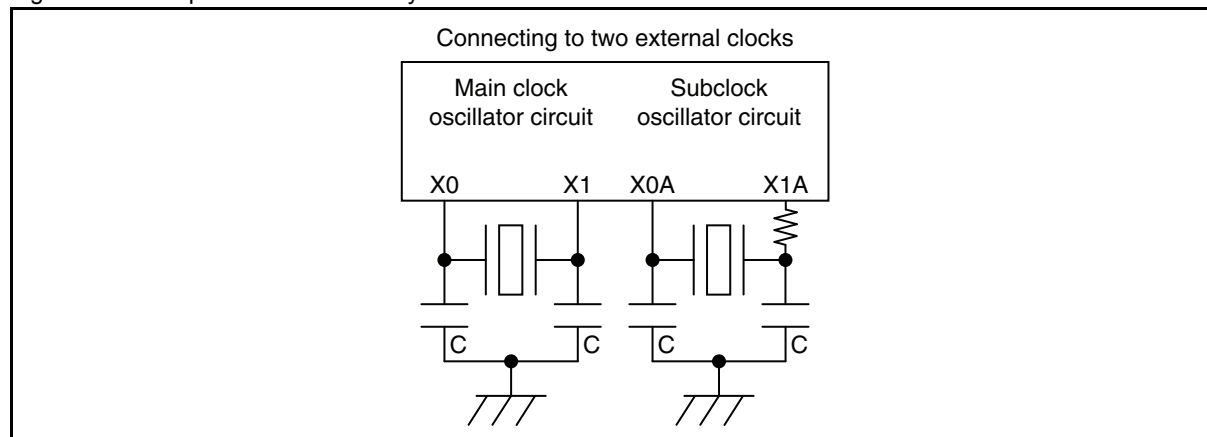 Connecting to two external clocks
Main clock Subclock
oscillator circuit oscillator circuit
X0 X1 X0A X1A
C C C C